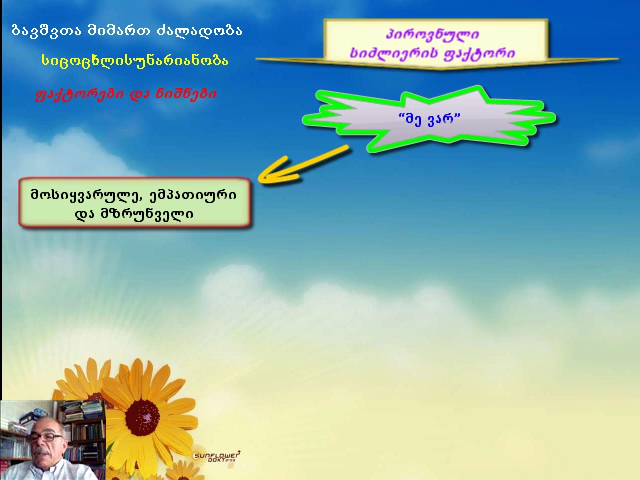 ბავშვთა მიმართ ძალადობა
სიცოცხლისუნარიანობა
ფაქტორები და ნიშნები
პიროვნული
სიძლიერის ფაქტორი
“მე ვარ”
მოსიყვარულე, ემპათიური
და მზრუნველი
SUNFLOWER